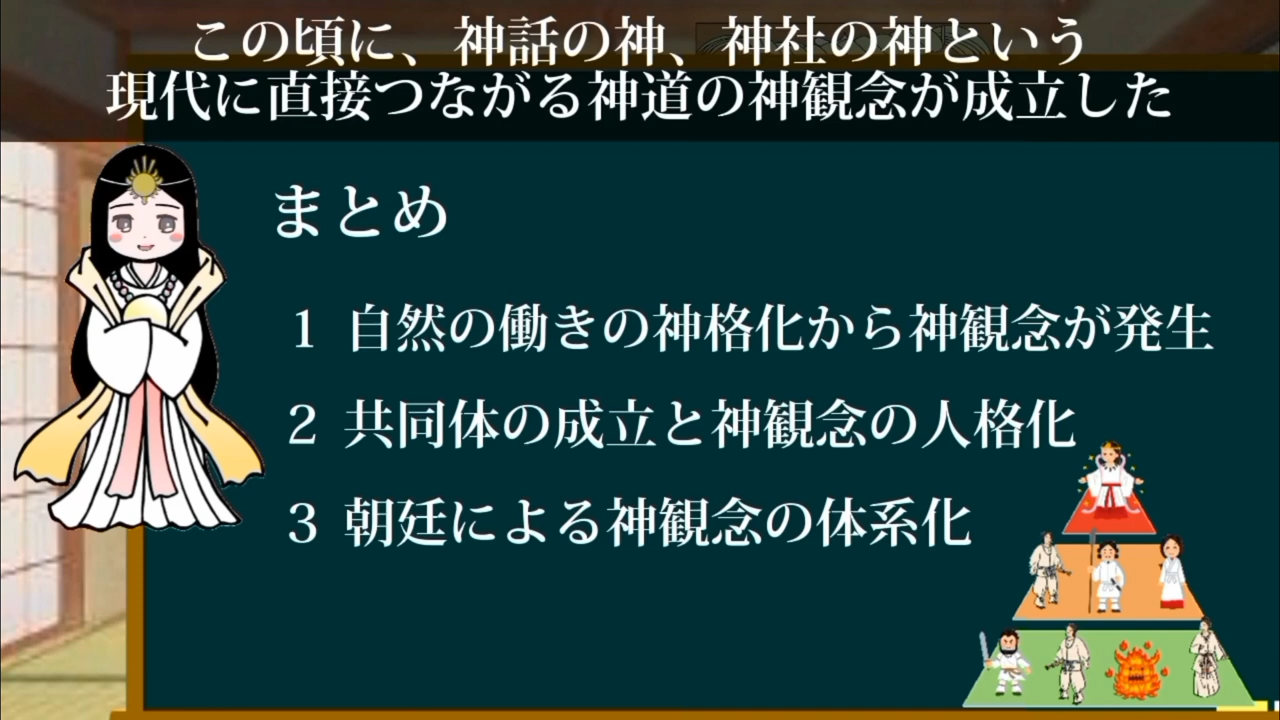 この頃に、神話の神、神社の神という
現代に直接つながる神道の神観念が成立した
まとめ
1 自然の働きの神格化から神観念が発生
2 共同体の成立と神観念の人格化
3 朝廷による神観念の体系化